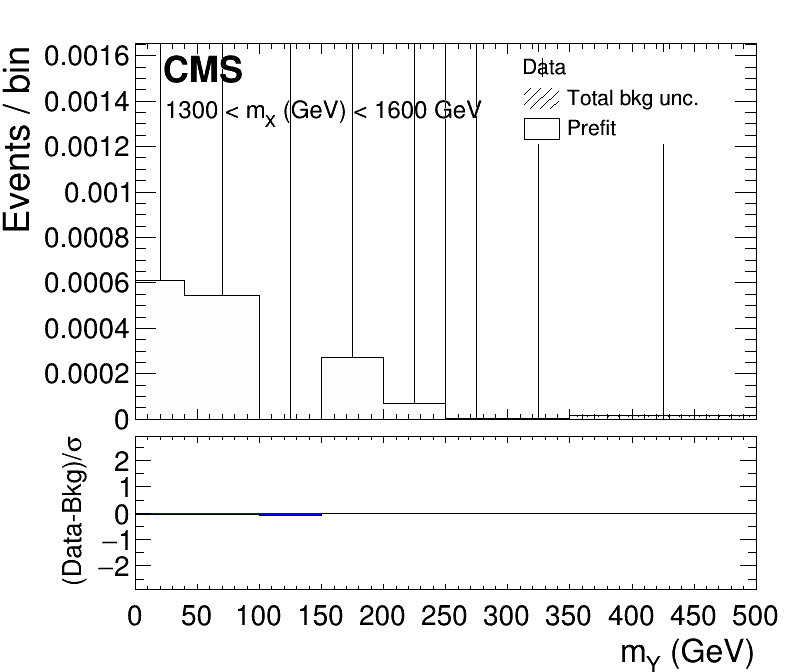 Events / bin
0.0016
0.0014
0.0012
0.001
0.0008
0.0006
0.0004
0.0002
0
CMS
1300 < mX (GeV) < 1600 GeV
Data
Total bkg unc.
Prefit
(Data-Bkg)/σ
2
1
0
−1
−2
0 50 100 150 200 250 300 350 400 450 500
mY (GeV)